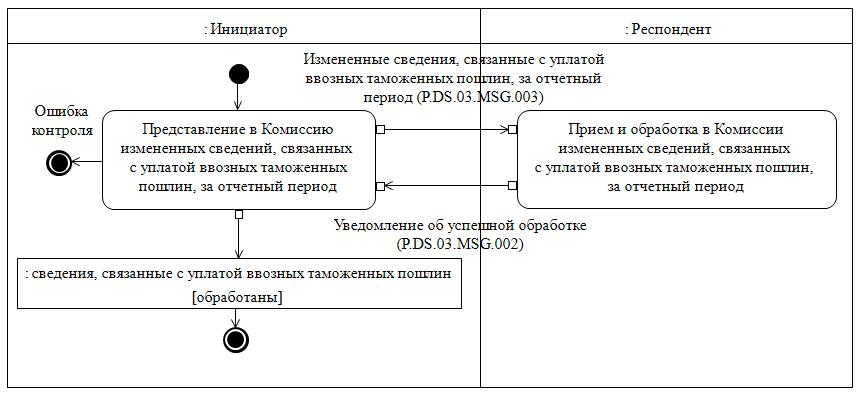 : Инициатор
: Респондент
Измененные сведения, связанные с уплатой
ввозных таможенных пошлин, за отчетный
период (P.DS.03.MSG.003)
Ошибка
контроля
Представление в Комиссию
измененных сведений, связанных
с уплатой ввозных таможенных
пошлин, за отчетный период
Прием и обработка в Комиссии
измененных сведений, связанных
с уплатой ввозных таможенных пошлин,
за отчетный период
Уведомление об успешной обработке
(P.DS.03.MSG.002)
: сведения, связанные с уплатой ввозных таможенных пошлин
[обработаны]